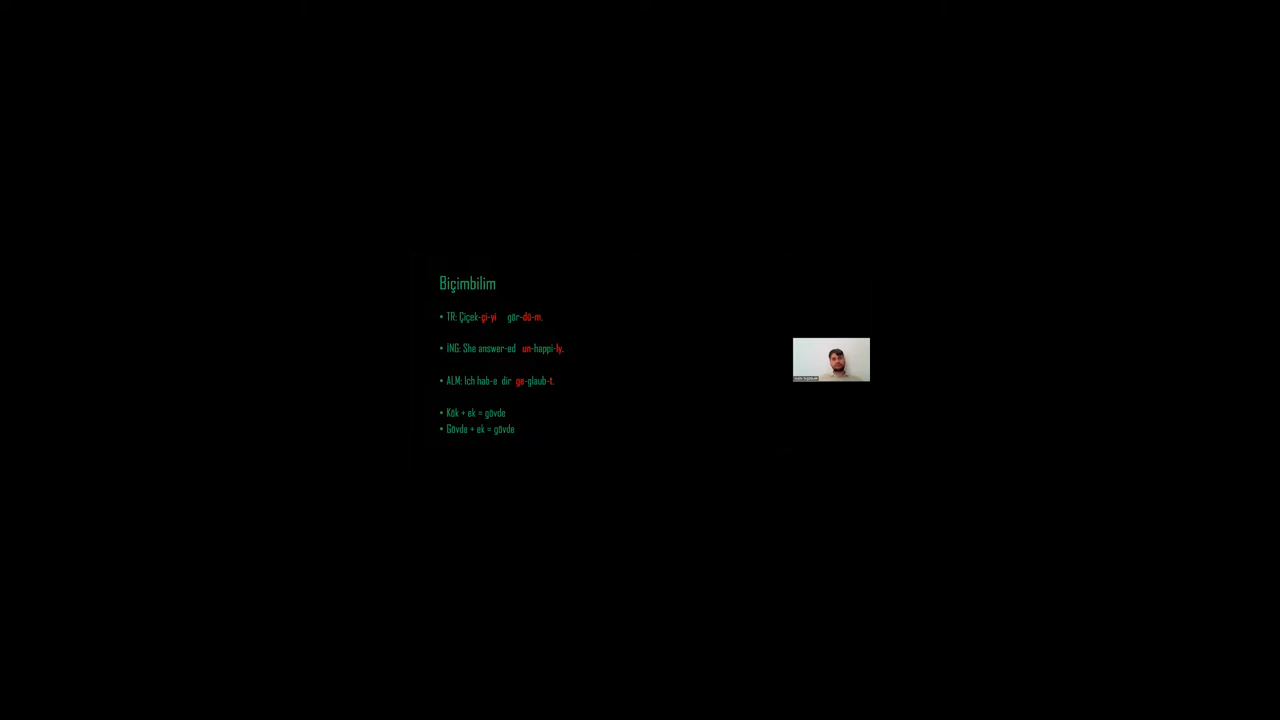 Biçimbilim
• TR: Çiçek-çi-yi gör-dü-m.
• İNG: She answer-ed un-happi-ly.
• ALM: Ich hab-e dir ge-glaub-t.
• Kök + ek = gövde
• Gövde + ek = gövde